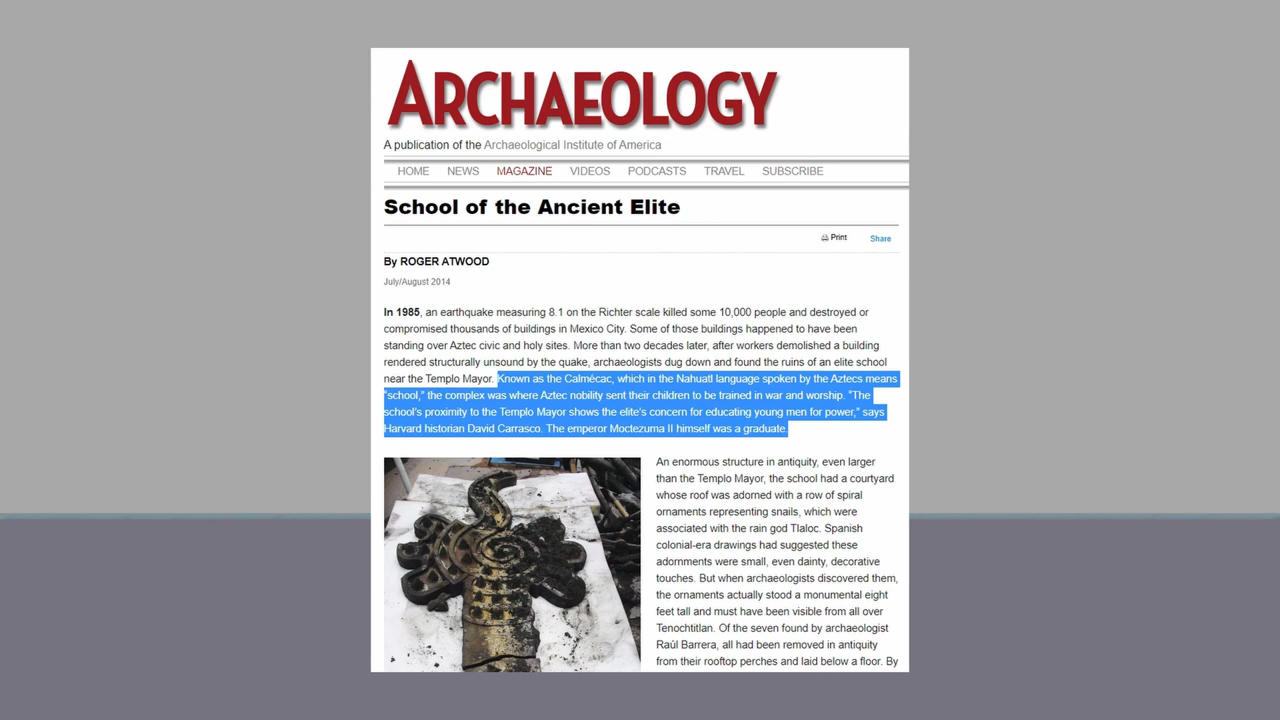 ARCHAEOLOGY
A publication of the Archaeological Institute of America
HOME NEWS MAGAZINE VIDEOS PODCASTS TRAVEL SUBSCRIBE
School of the Ancient Elite
Print Share
By ROGER ATWOOD
July/August 2014
In 1985, an earthquake measuring 8.1 on the Richter scale killed some 10,000 people and destroyed or
compromised thousands of buildings in Mexico City. Some of those buildings happened to have been
standing over Aztec civic and holy sites. More than two decades later, after workers demolished a building
rendered structurally unsound by the quake, archaeologists dug down and found the ruins of an elite school
near the Templo Mayor. Known as the Calmécac, which in the Nahuatl language spoken by the Aztecs means
“school,” the complex was where Aztec nobility sent their children to be trained in war and worship. “The
school’s proximity to the Templo Mayor shows the elite’s concern for educating young men for power,” says
Harvard historian David Carrasco. The emperor Moctezuma II himself was a graduate.
An enormous structure in antiquity, even larger
than the Templo Mayor, the school had a courtyard
whose roof was adorned with a row of spiral
ornaments representing snails, which were
associated with the rain god Tlaloc. Spanish
colonial-era drawings had suggested these
adornments were small, even dainty, decorative
touches. But when archaeologists discovered them,
the ornaments actually stood a monumental eight
feet tall and must have been visible from all over
Tenochtitlan. Of the seven found by archaeologist
Raúl Barrera, all had been removed in antiquity
from their rooftop perches and laid below a floor. By